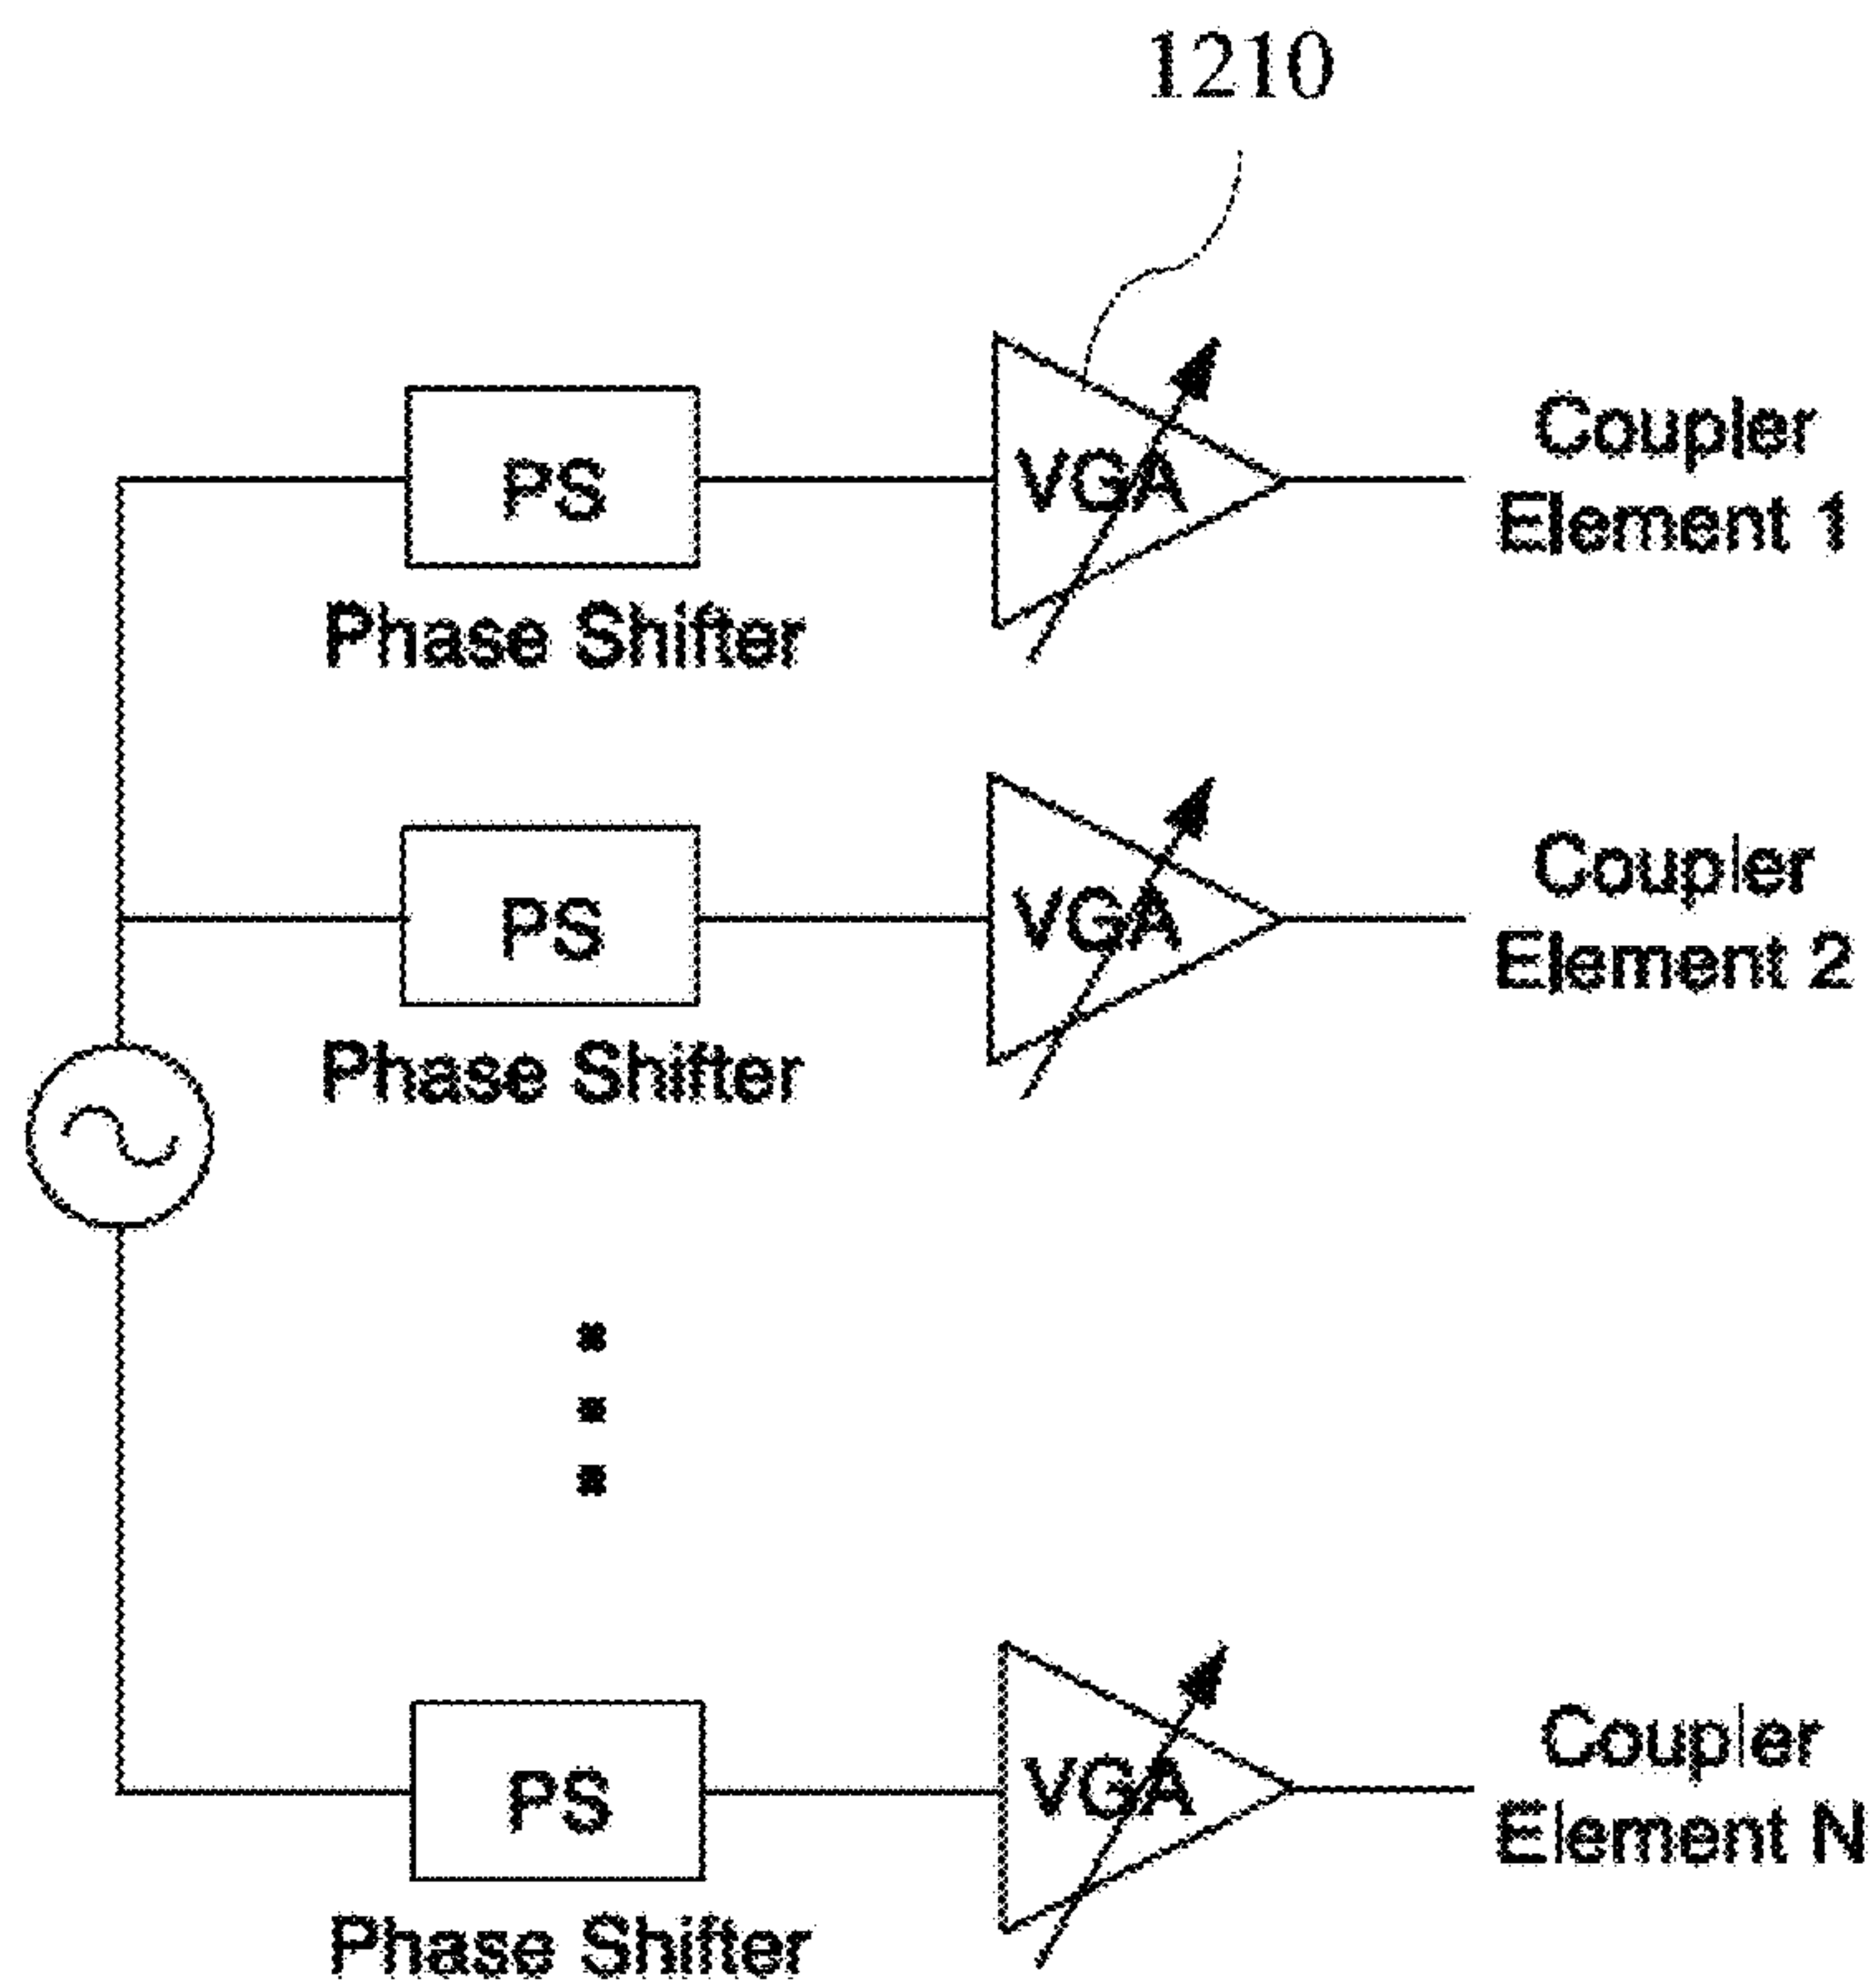 1210
PS
VGA
Coupler
Element 1
Phase Shifter
PS
VGA
Coupler
Element 2
Phase Shifter
PS
VGA
Coupler
Element N
Phase Shifter